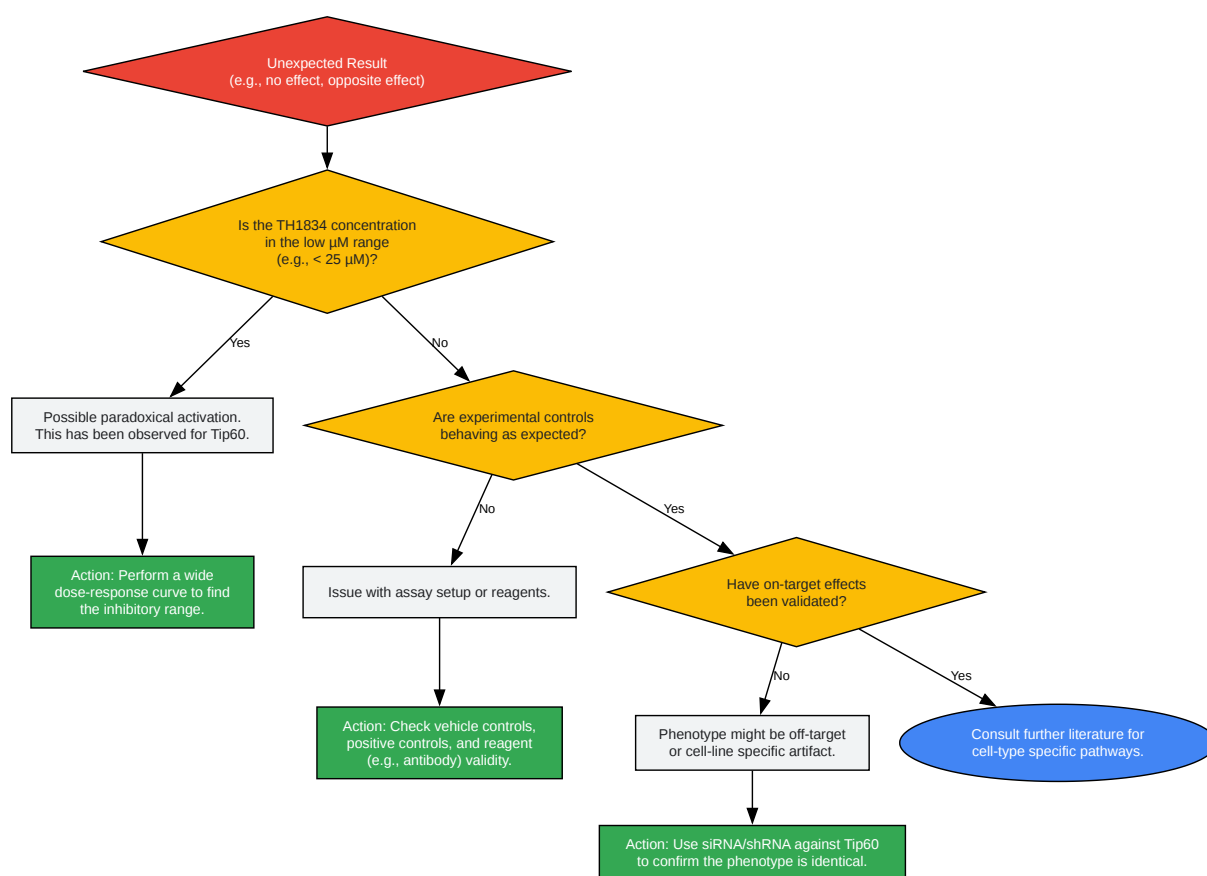 Unexpected Result
(e.g., no effect, opposite effect)
Is the TH1834 concentration
in the low µM range
(e.g., < 25 µM)?
Yes
No
Possible paradoxical activation.
This has been observed for Tip60.
Are experimental controls
behaving as expected?
No
Yes
Action: Perform a wide
dose-response curve to find
the inhibitory range.
Issue with assay setup or reagents.
Have on-target effects
been validated?
No
Yes
Action: Check vehicle controls,
positive controls, and reagent
(e.g., antibody) validity.
Phenotype might be off-target
or cell-line specific artifact.
Consult further literature for
cell-type specific pathways.
Action: Use siRNA/shRNA against Tip60
to confirm the phenotype is identical.